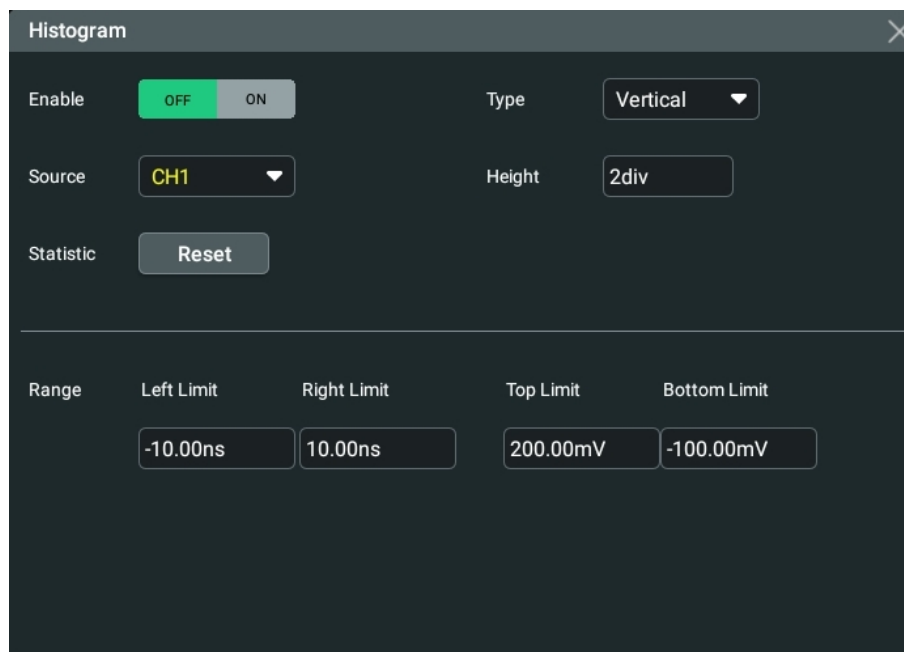 Histogram
Enable OFF ON Type Vertical
Source CH1 Height 2div
Statistic Reset
Range Left Limit Right Limit Top Limit Bottom Limit
-10.00ns 10.00ns 200.00mV -100.00mV